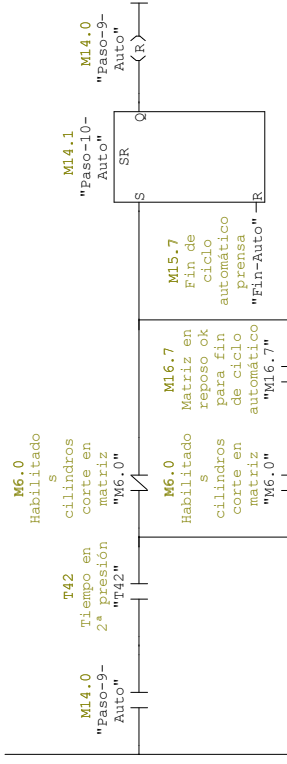 M14.0
"Paso-9-
Auto"
T42
Tiempo en
2ª presión
"T42"
M6.0
Habilitado
s
cilindros
corte en
matriz
"M6.0"
M14.1
"Paso-10-
Auto"
SR
S
Q
R
M14.0
"Paso-9-
Auto"
R
M15.7
Fin de
ciclo
automático
prensa
"Fin-Auto"
M6.0
Habilitado
s
cilindros
corte en
matriz
"M6.0"
M16.7
Matriz en
reposo ok
para fin
de ciclo
automático
"M16.7"